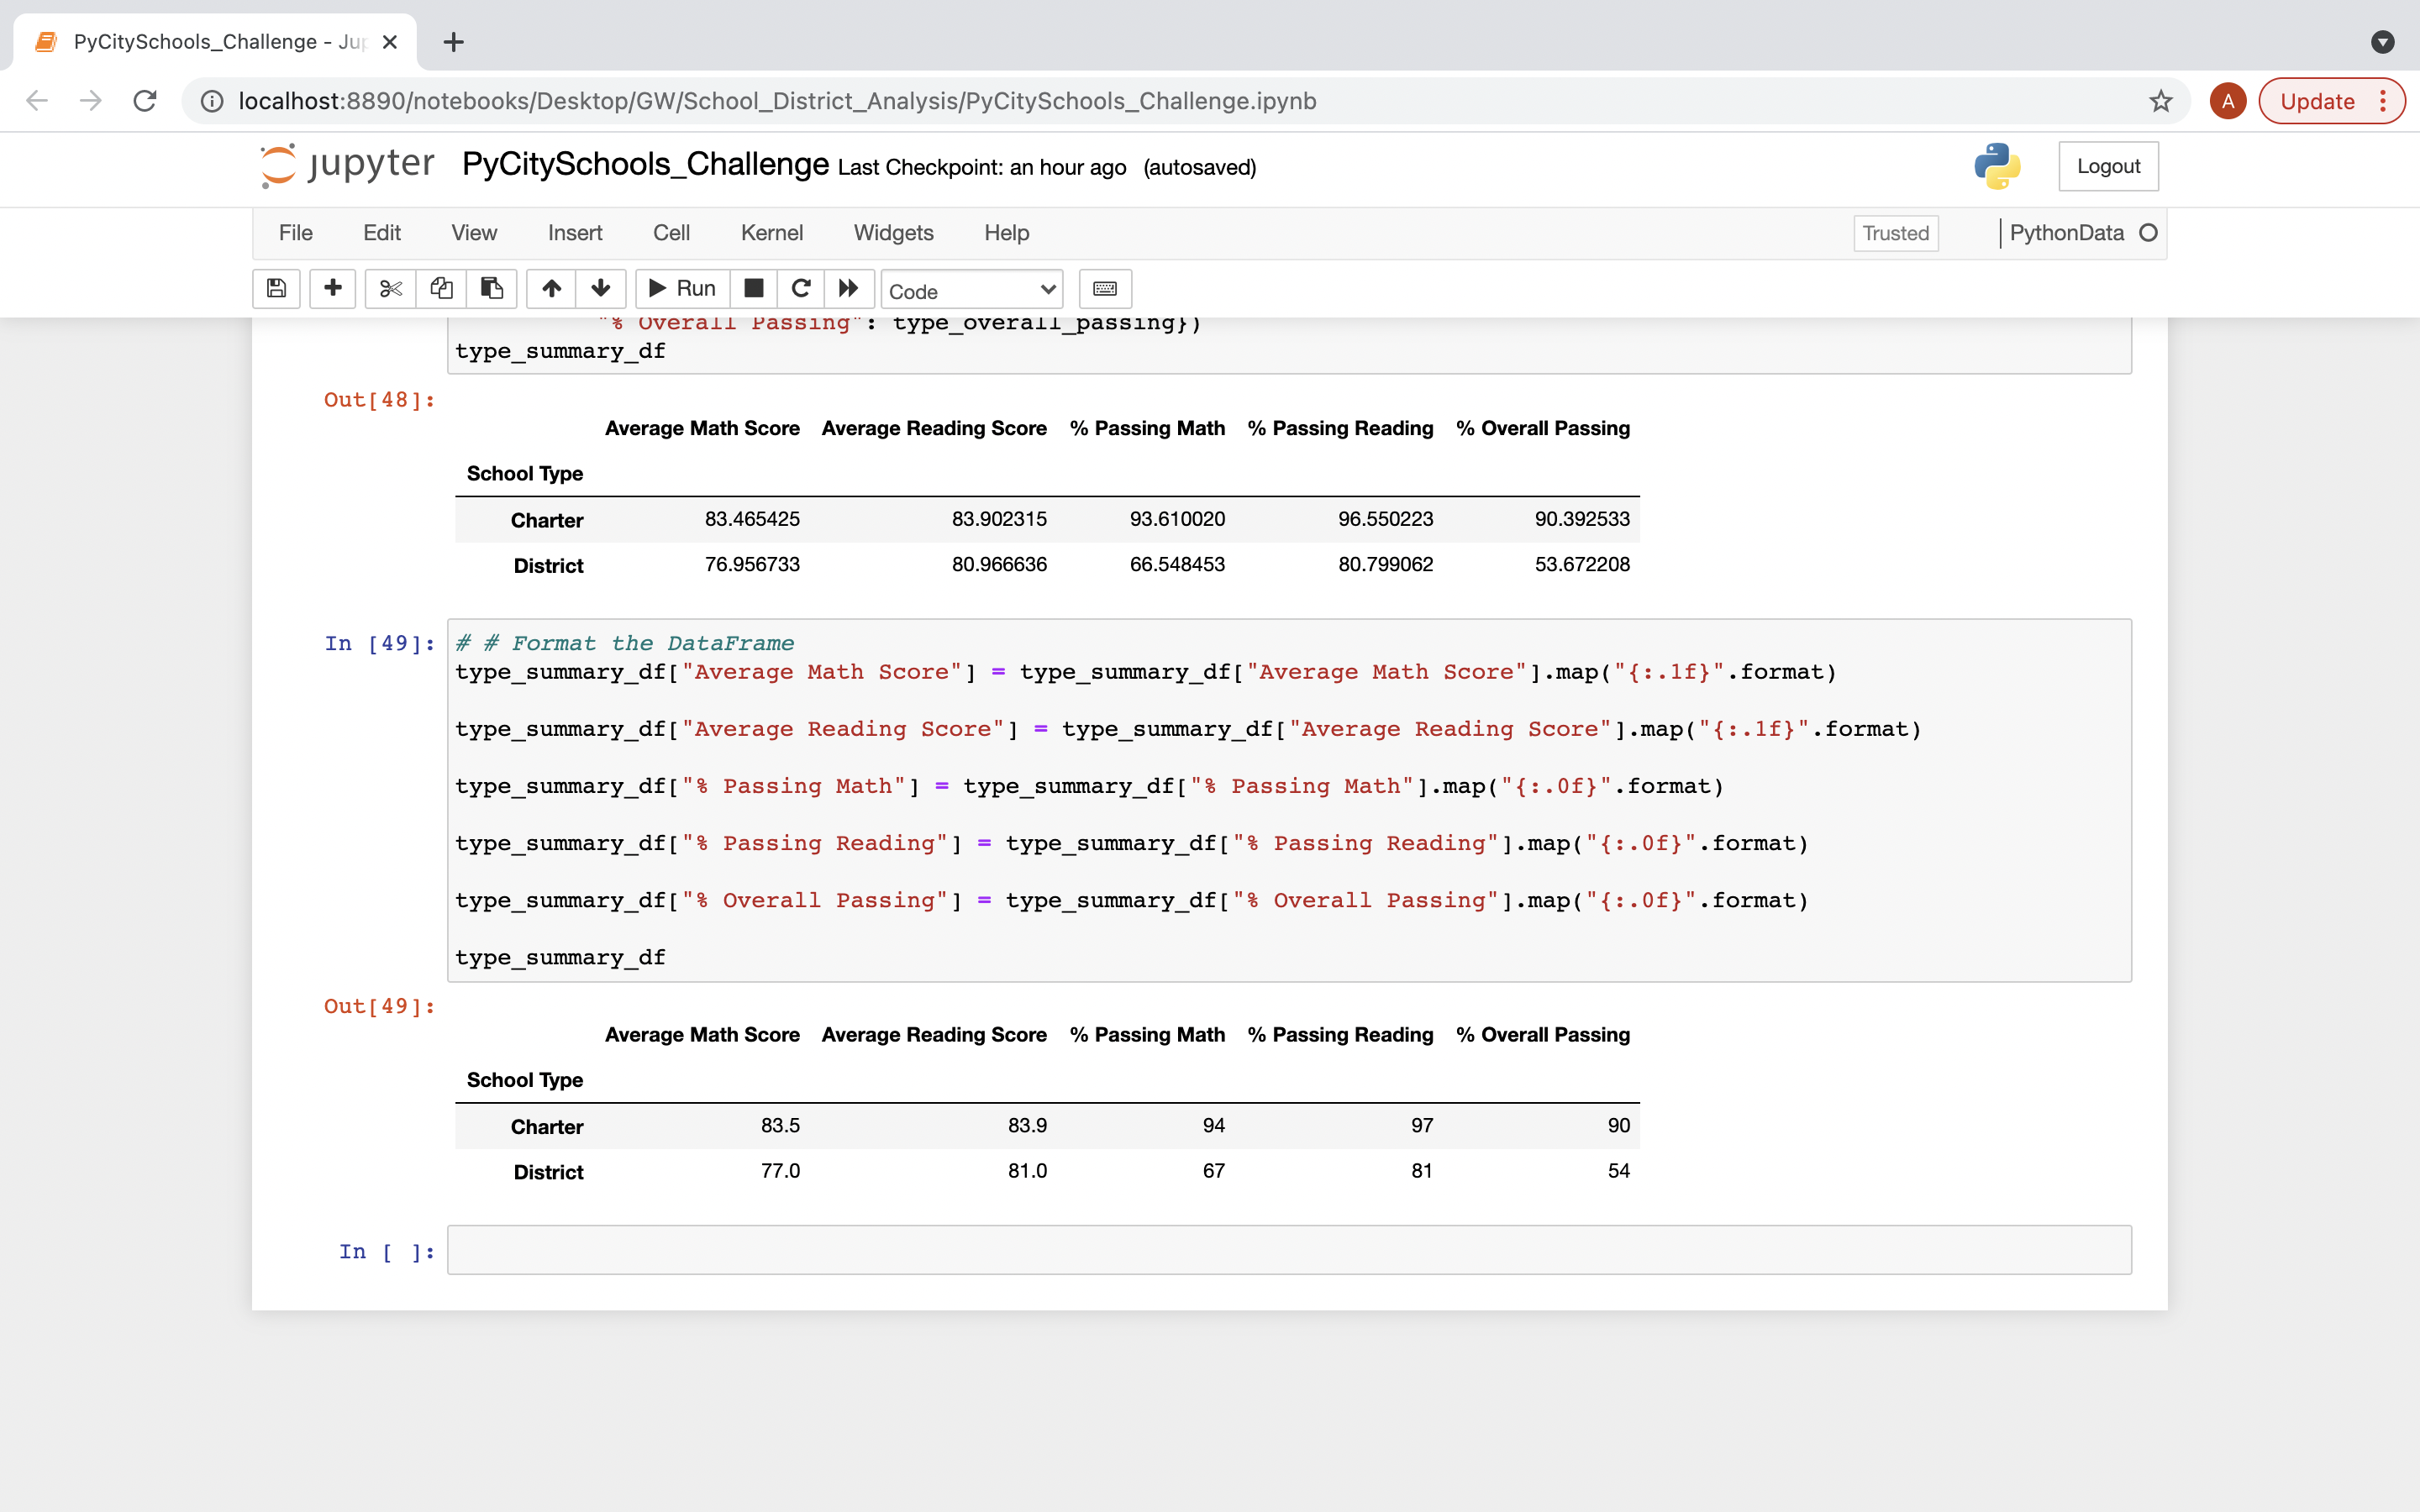 PyCitySchools_Challenge - Jup
localhost:8890/notebooks/Desktop/GW/School_District_Analysis/PyCitySchools_Challenge.ipynb
A
Update
jupyter PyCitySchools_Challenge Last Checkpoint: an hour ago (autosaved)
Logout
File Edit View Insert Cell Kernel Widgets Help
Trusted
PythonData
Run
Code
"% Overall Passing": type_overall_passing})
type_summary_df
Out[48]:
Average Math Score Average Reading Score % Passing Math % Passing Reading % Overall Passing
School Type
Charter 83.465425 83.902315 93.610020 96.550223 90.392533
District 76.956733 80.966636 66.548453 80.799062 53.672208
In [49]: # # Format the DataFrame
type_summary_df["Average Math Score"] = type_summary_df["Average Math Score"].map("{:.1f}".format)
type_summary_df["Average Reading Score"] = type_summary_df["Average Reading Score"].map("{:.1f}".format)
type_summary_df["% Passing Math"] = type_summary_df["% Passing Math"].map("{:.0f}".format)
type_summary_df["% Passing Reading"] = type_summary_df["% Passing Reading"].map("{:.0f}".format)
type_summary_df["% Overall Passing"] = type_summary_df["% Overall Passing"].map("{:.0f}".format)
type_summary_df
Out[49]:
Average Math Score Average Reading Score % Passing Math % Passing Reading % Overall Passing
School Type
Charter 83.5 83.9 94 97 90
District 77.0 81.0 67 81 54
In [ ]: